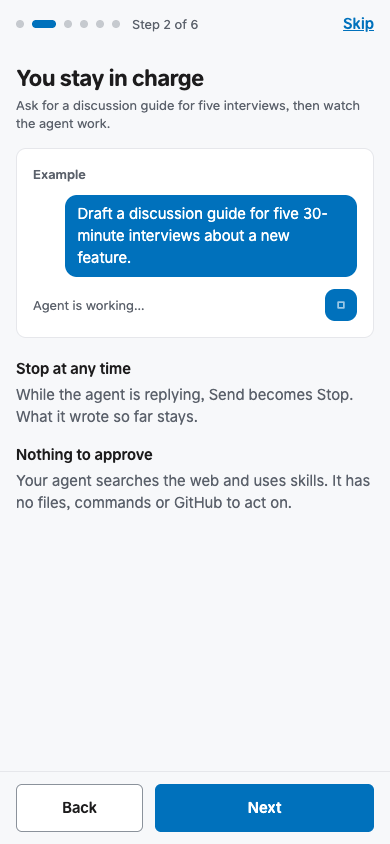 Step 2 of 6
Skip
You stay in charge
Ask for a discussion guide for five interviews, then watch
the agent work.
Example
Draft a discussion guide for five 30-
minute interviews about a new
feature.
Agent is working...
Stop at any time
While the agent is replying, Send becomes Stop.
What it wrote so far stays.
Nothing to approve
Your agent searches the web and uses skills. It has
no files, commands or GitHub to act on.
Back
Next